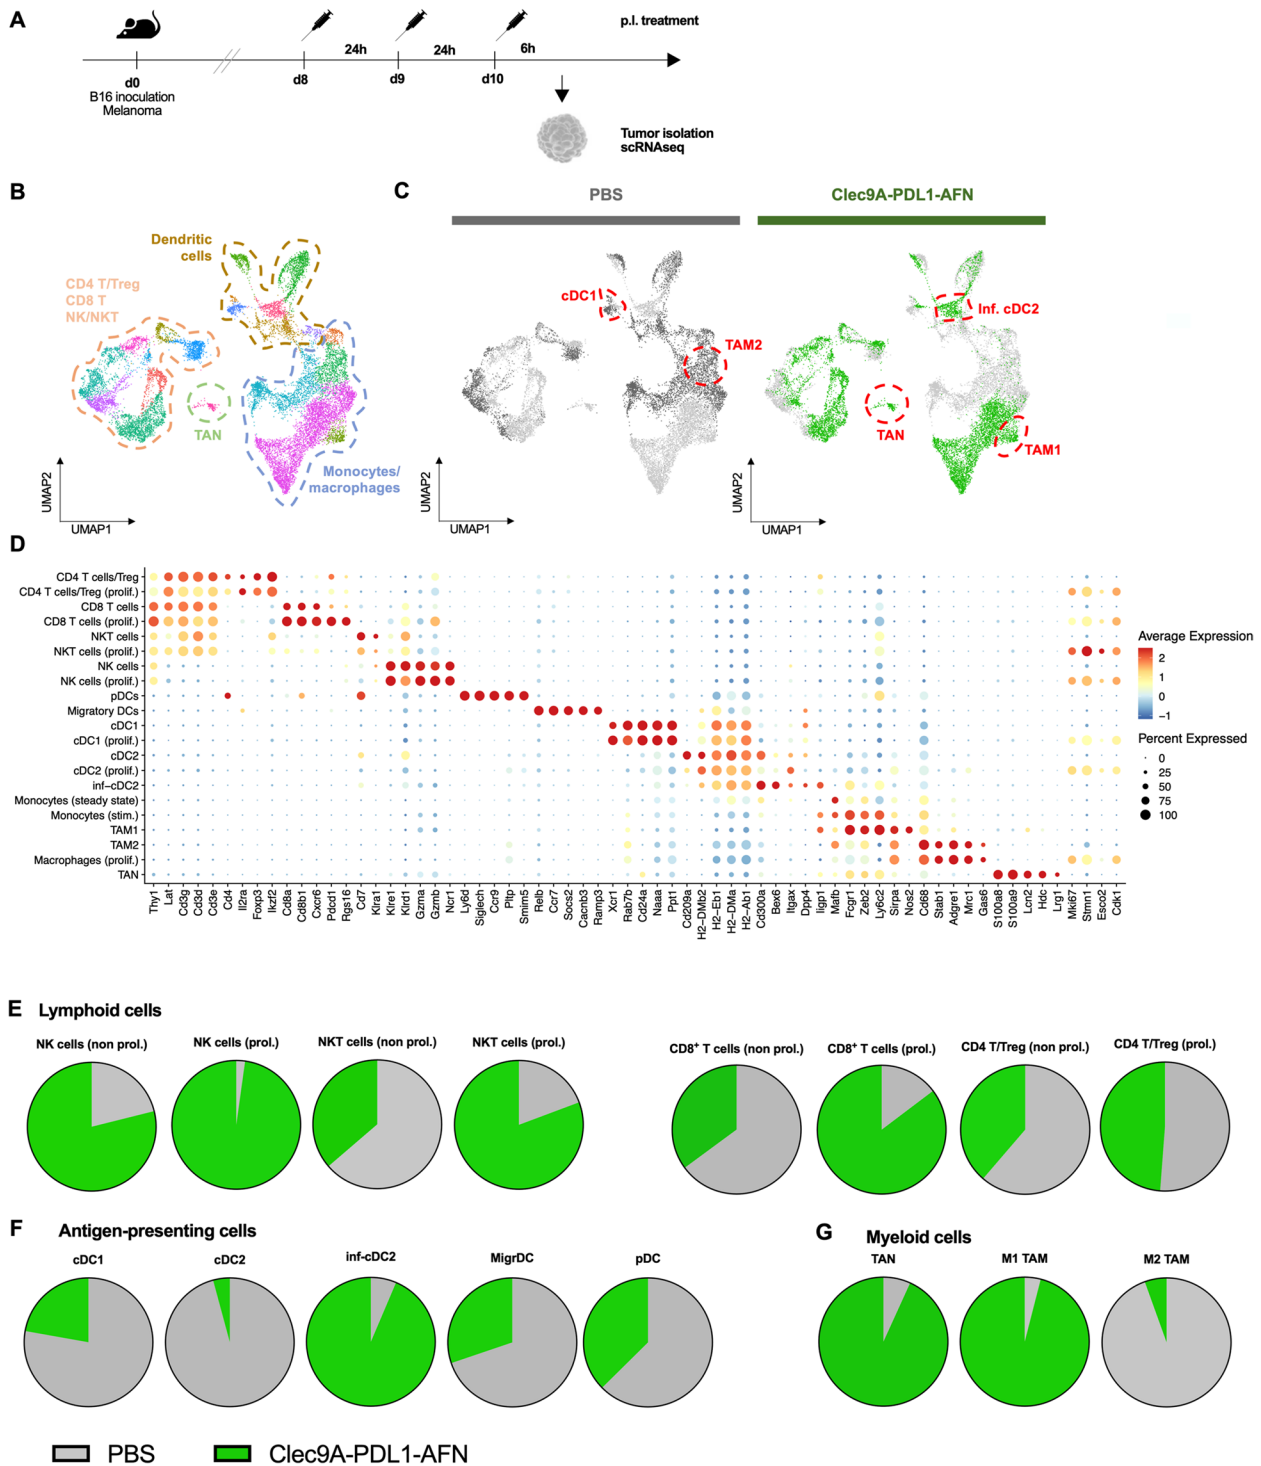 A
p.l. treatment
24h
24h
6h
d0
d8
d9
d10
B16 inoculation
Melanoma
Tumor isolation
scRNAseq
B
Dendritic
cells
CD4 T/Treg
CD8 T
NK/NKT
TAN
Monocytes/
macrophages
UMAP2
UMAP1
C
PBS
Clec9A-PDL1-AFN
cDC1
TAM2
Inf. cDC2
TAN
TAM1
UMAP2
UMAP1
UMAP2
UMAP1
D
CD4 T cells/Treg
CD4 T cells/Treg (prolif.)
CD8 T cells
CD8 T cells (prolif.)
NKT cells
NKT cells (prolif.)
NK cells
NK cells (prolif.)
pDCs
Migratory DCs
cDC1
cDC1 (prolif.)
cDC2
cDC2 (prolif.)
inf-cDC2
Monocytes (steady state)
Monocytes (stim.)
TAM1
TAM2
Macrophages (prolif.)
TAN
Thy1
Lat
Cd3g
Cd3d
Cd3e
Cd4
Il2ra
Foxp3
Ikzf2
Cd8a
Cd8b1
Cxcr6
Pdcd1
Rgs16
Cd7
Klra1
Klre1
Klrd1
Gzma
Gzmb
Ncr1
Ly6d
Siglech
Ccr9
Pltp
Smim5
Relb
Ccr7
Socs2
Cacnb3
Ramp3
Xcr1
Rab7b
Cd24a
Naaa
Ppt1
Cd209a
H2-DMb2
H2-Eb1
H2-DMa
H2-Ab1
Cd300a
Bex6
Itgax
Dpp4
Iigp1
Mafb
Fcgr1
Zeb2
Ly6c2
Sirpa
Nos2
Cd68
Stab1
Adgre1
Mrc1
Gas6
S100a8
S100a9
Lcn2
Hdc
Lrg1
Mki67
Stmn1
Esco2
Cdk1
Average Expression
2
1
0
-1
Percent Expressed
0
25
50
75
100
E
Lymphoid cells
NK cells (non prol.)
NK cells (prol.)
NKT cells (non prol.)
NKT cells (prol.)
CD8+ T cells (non prol.)
CD8+ T cells (prol.)
CD4 T/Treg (non prol.)
CD4 T/Treg (prol.)
F
Antigen-presenting cells
cDC1
cDC2
inf-cDC2
MigrDC
pDC
G
Myeloid cells
TAN
M1 TAM
M2 TAM
PBS
Clec9A-PDL1-AFN